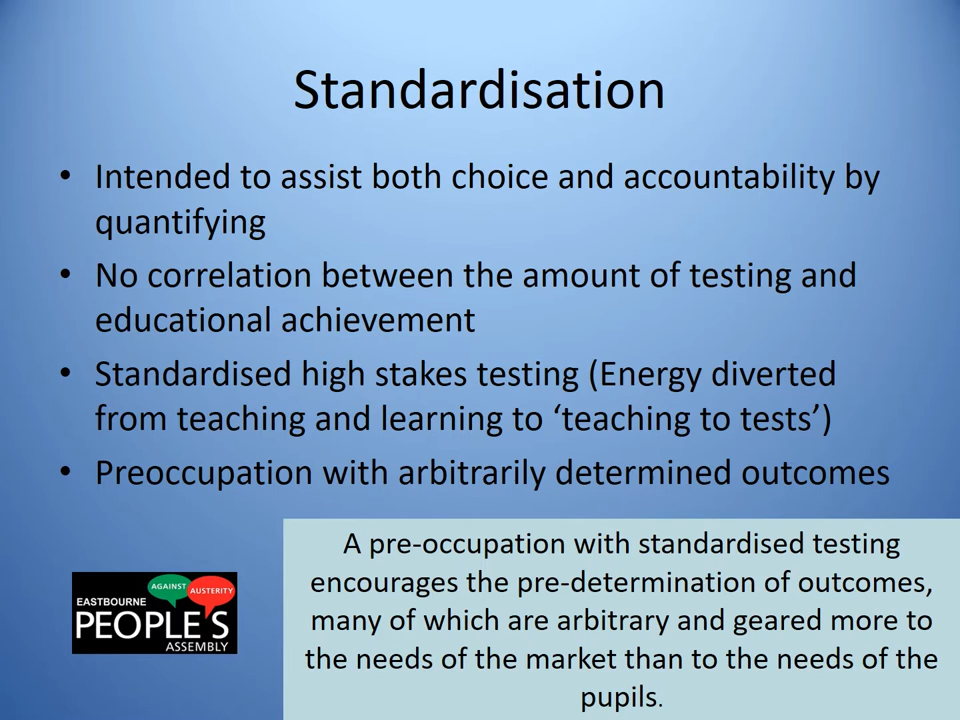 Standardisation
• Intended to assist both choice and accountability by
quantifying
• No correlation between the amount of testing and
educational achievement
• Standardised high stakes testing (Energy diverted
from teaching and learning to ‘teaching to tests’)
• Preoccupation with arbitrarily determined outcomes
A pre-occupation with standardised testing
encourages the pre-determination of outcomes,
many of which are arbitrary and geared more to
the needs of the market than to the needs of the
pupils.
AGAINST
AUSTERITY
EASTBOURNE
PEOPLE'S
ASSEMBLY